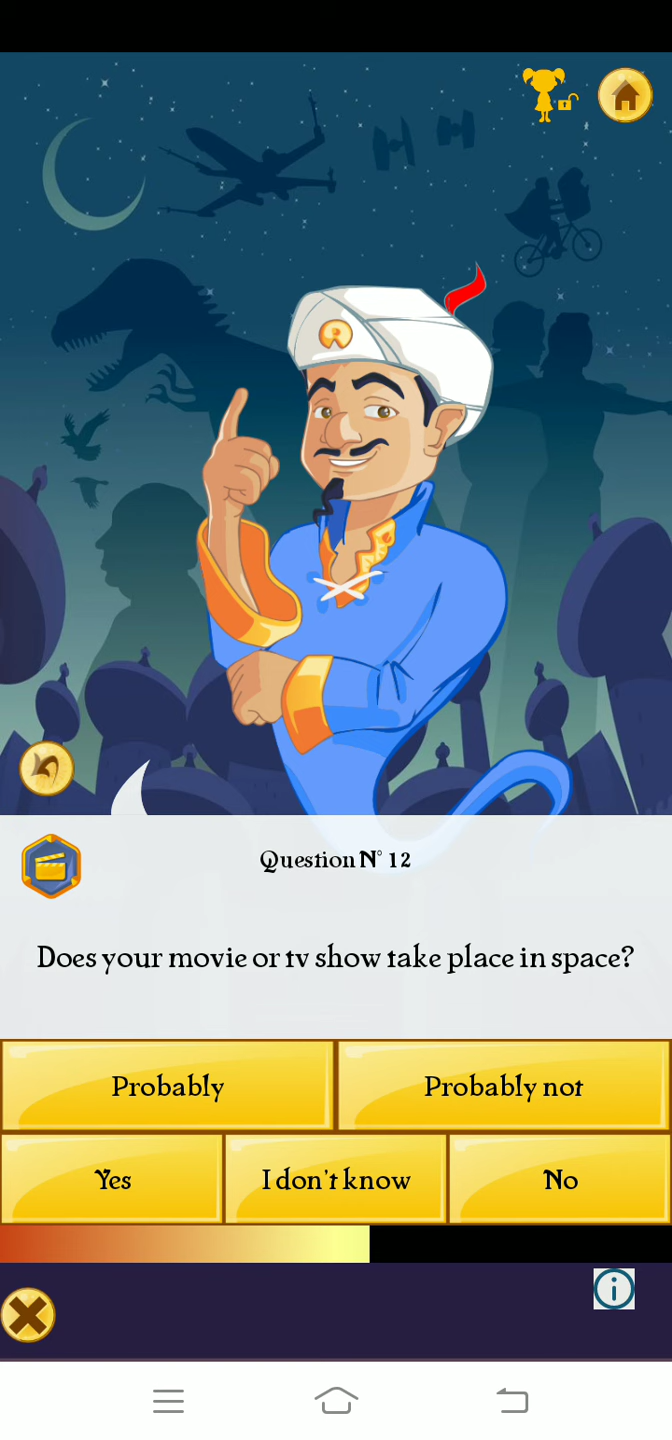 Question N° 12
Does your movie or tv show take place in space?
Probably
Probably not
Yes
I don't know
No